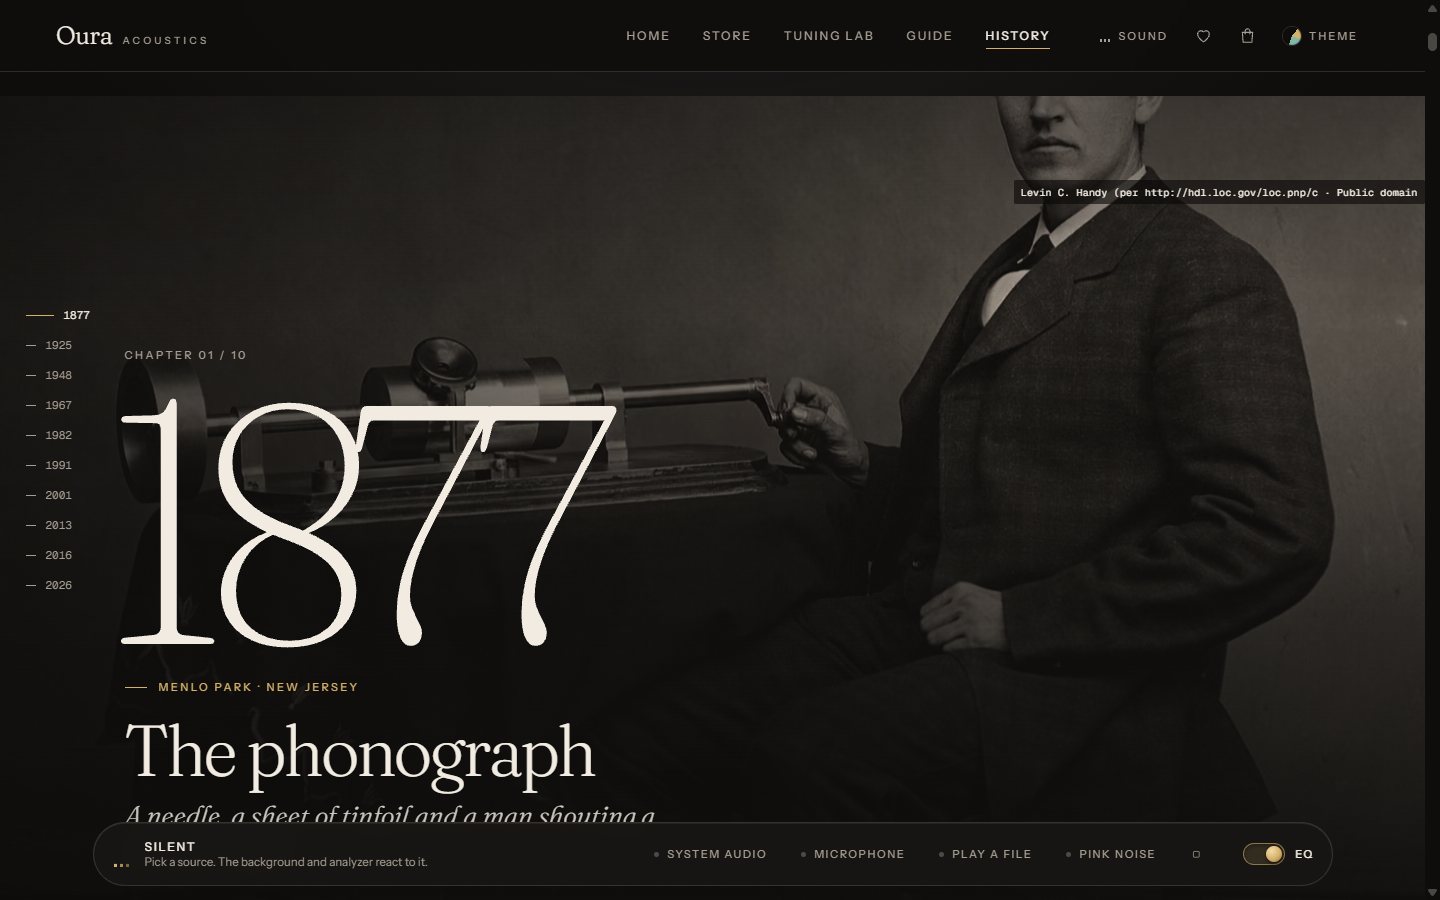 Oura ACOUSTICS
HOME STORE TUNING LAB GUIDE HISTORY SOUND THEME
Levin C. Handy (per http://hdl.loc.gov/loc.pnp/c · Public domain
1877
1925
1948
1967
1982
1991
2001
2013
2016
2026
CHAPTER 01 / 10
1877
MENLO PARK · NEW JERSEY
The phonograph
A needle, a sheet of tinfoil and a man shouting a
SILENT
Pick a source. The background and analyzer react to it.
SYSTEM AUDIO MICROPHONE PLAY A FILE PINK NOISE EQ